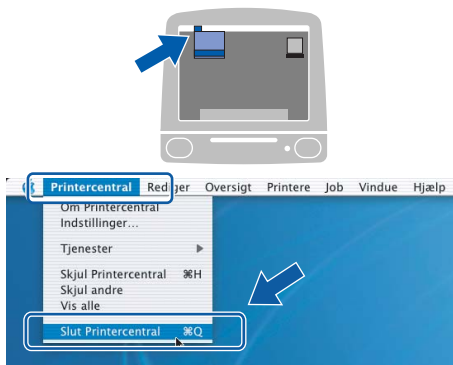 Printercentral Rediger Oversigt Printere Job Vindue Hjælp
Om Printercentral
Indstillinger...
Tjenester
Skjul Printercentral ⌘H
Skjul andre
Vis alle
Slut Printercentral ⌘Q